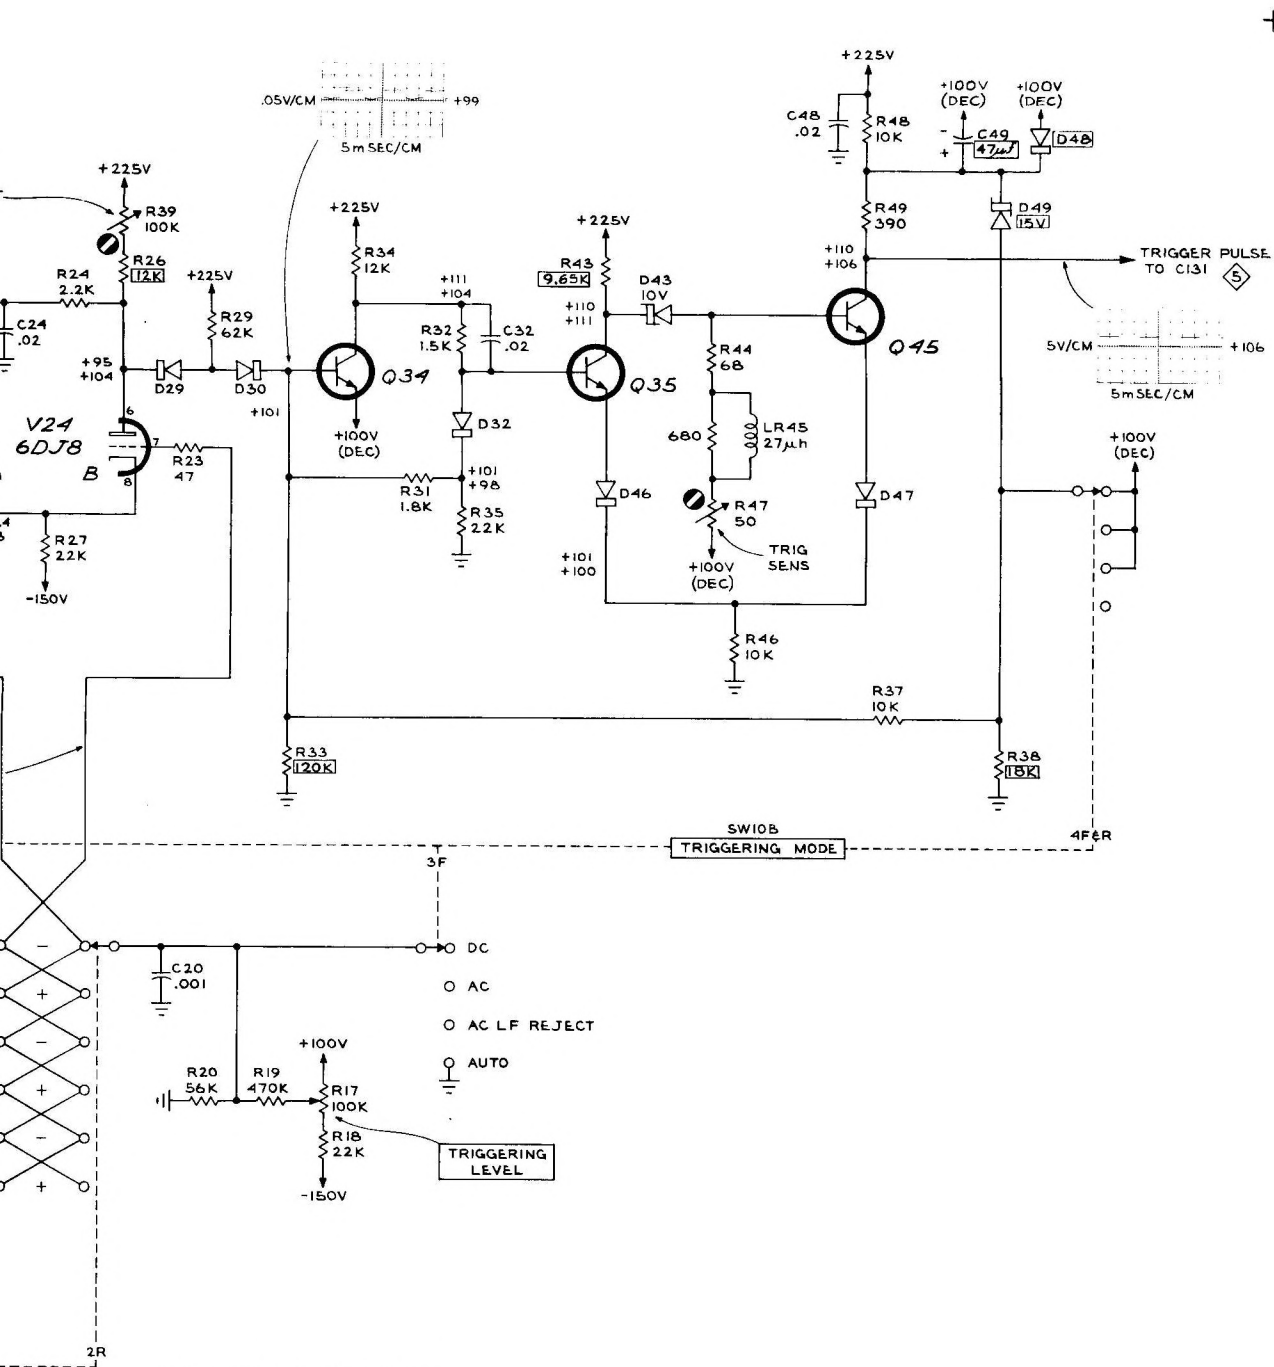 +225V
+100V
(DEC)
+100V
(DEC)
.05V/CM
+99
5mSEC/CM
C48
.02
R48
10K
-
+
C49
47µf
D48
+225V
R39
100K
+225V
R34
12K
+225V
R49
390
D49
15V
R26
12K
R24
2.2K
+225V
R29
62K
C24
.02
+111
+104
R32
1.5K
C32
.02
R43
9.65K
+110
+111
D43
10V
+110
+106
TRIGGER PULSE
TO C131
5
5V/CM
+106
5mSEC/CM
+95
+104
D29
D30
+101
Q34
Q35
R44
68
Q45
V24
6DJ8
B
6
7
8
R23
47
+100V
(DEC)
D32
680
LR45
27µh
+100V
(DEC)
R31
1.8K
+101
+98
R35
22K
D46
R47
50
TRIG
SENS
D47
R27
22K
-150V
+101
+100
+100V
(DEC)
R46
10K
R37
10K
R33
120K
R38
18K
SW10B
TRIGGERING MODE
4F&R
3F
-
DC
C20
.001
+
AC
-
AC LF REJECT
+100V
AUTO
R20
56K
R19
470K
R17
100K
+
-
R18
22K
TRIGGERING
LEVEL
+
-150V
2R